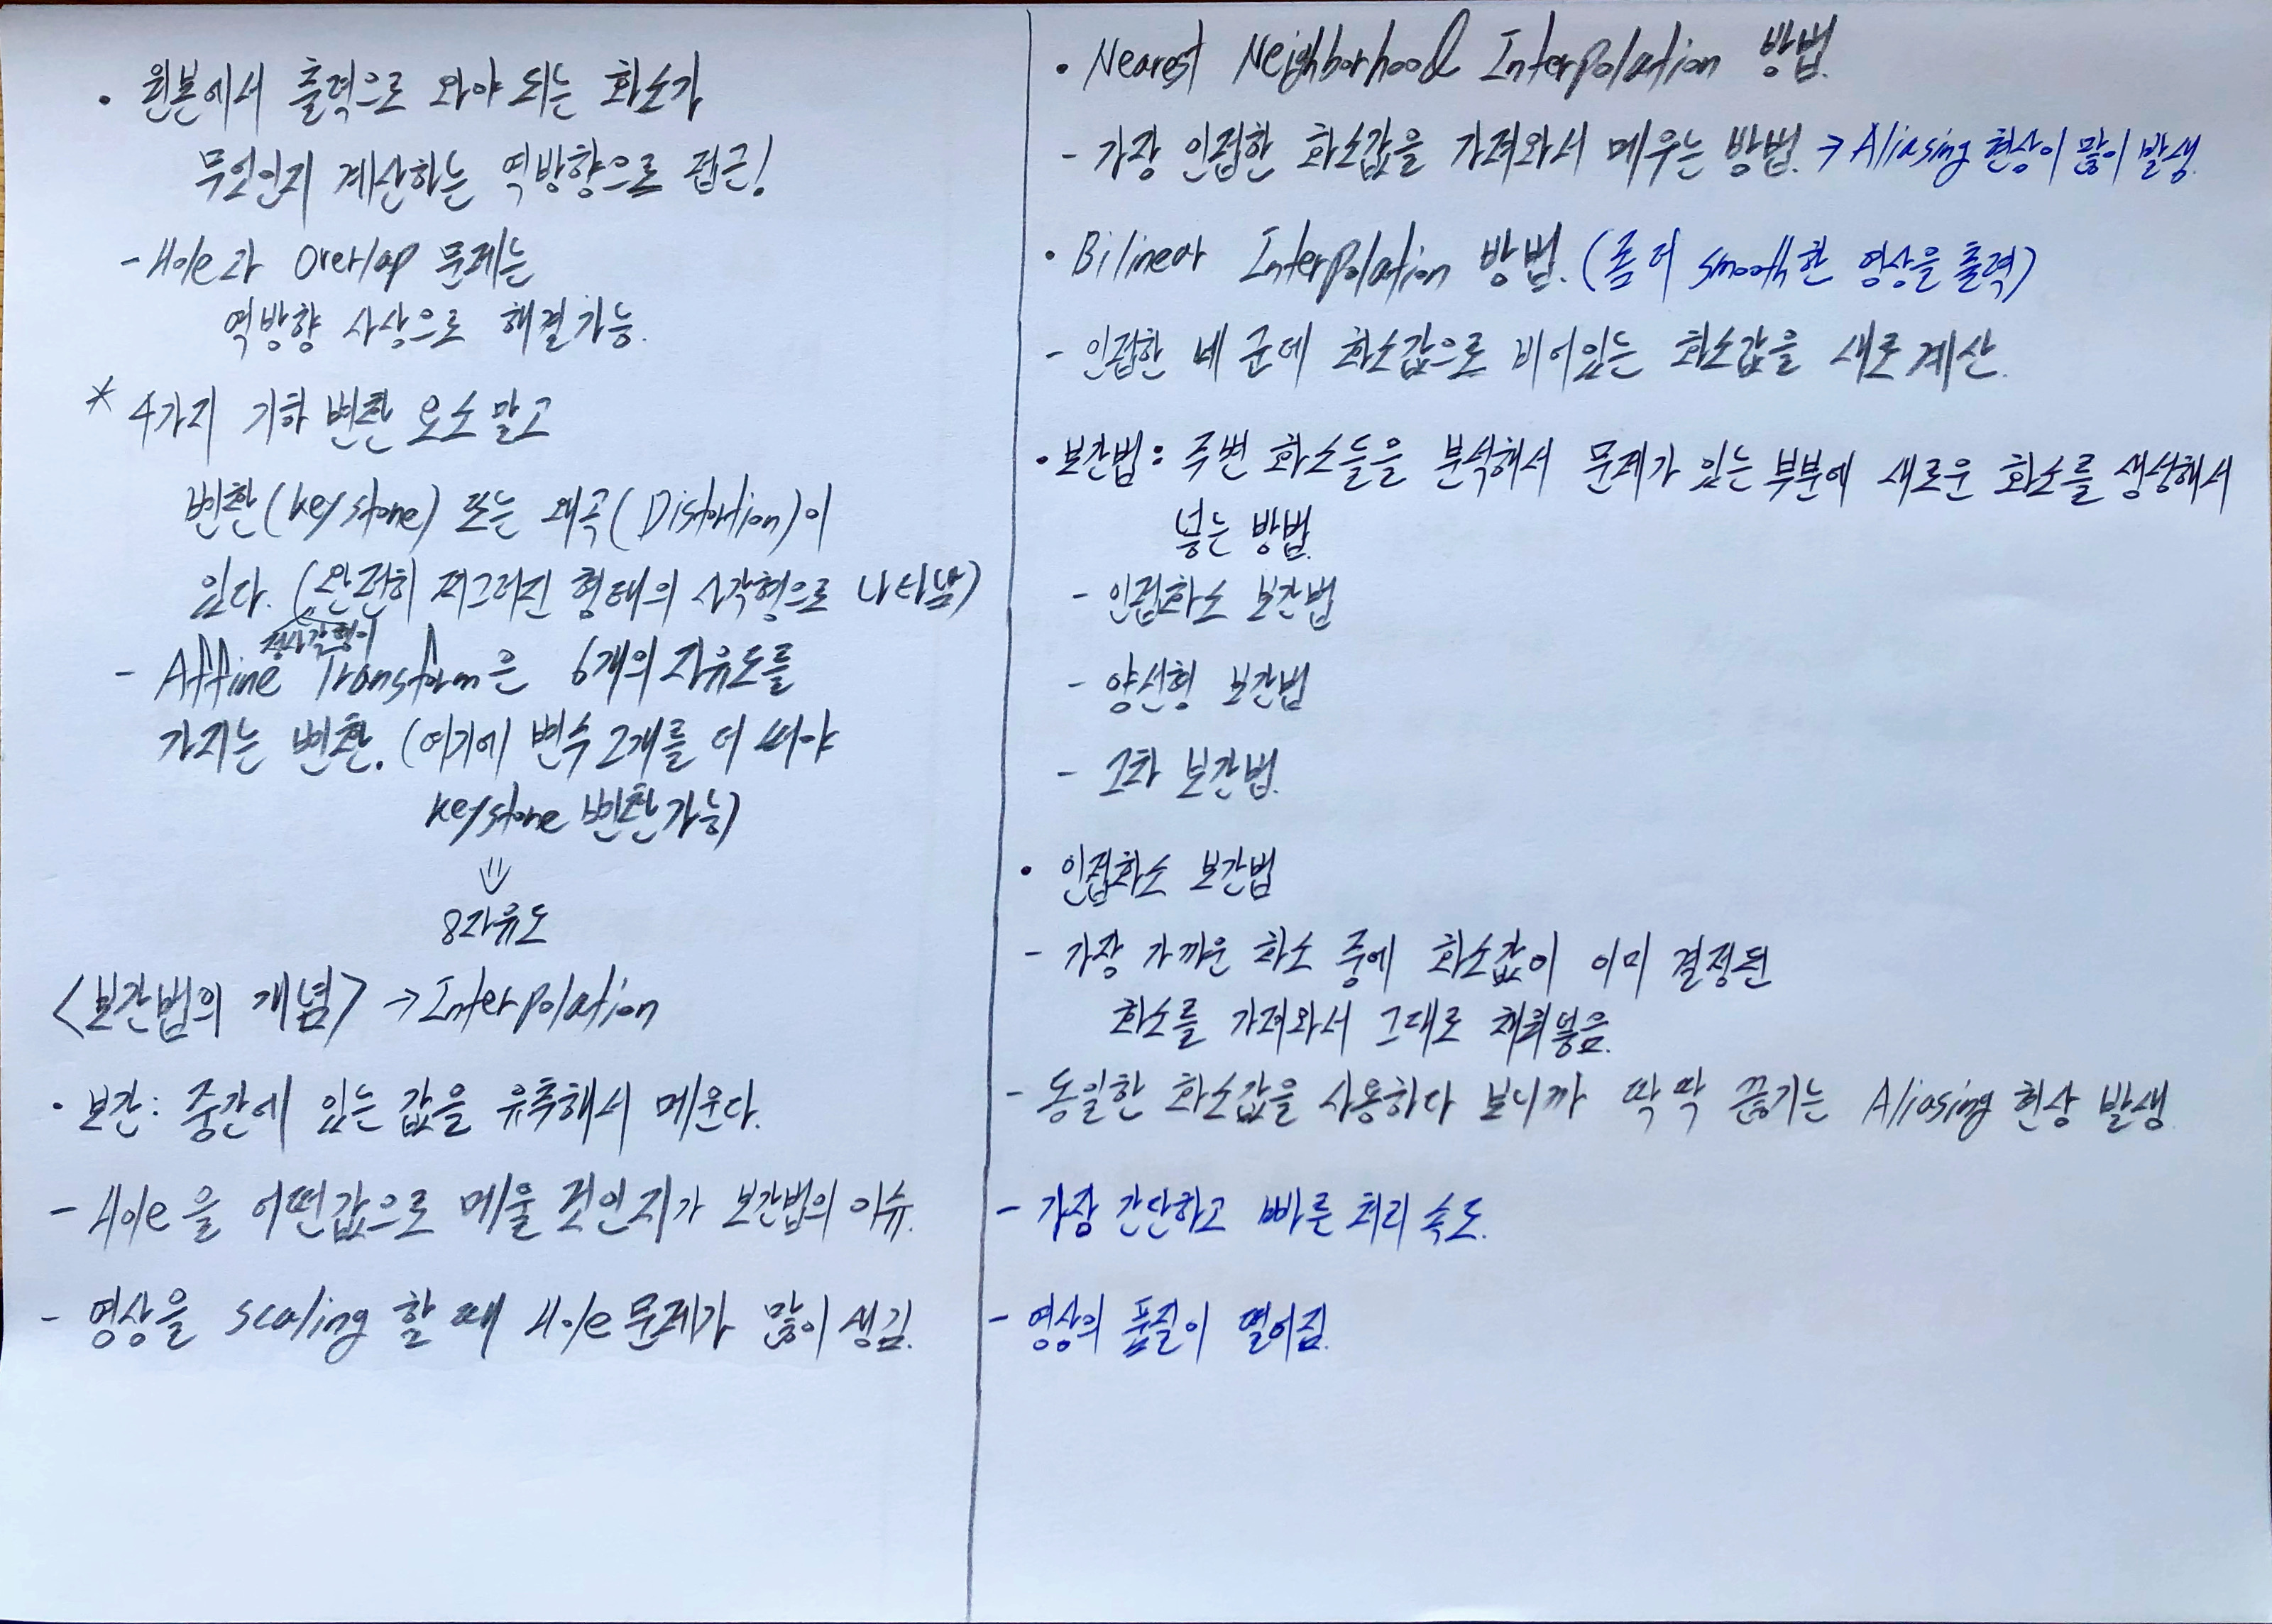 • 원본에서 출력으로 와야 되는 화소가
무엇인지 계산하는 역방향으로 접근!
- Hole과 Overlap 문제는
역방향 사상으로 해결가능.
* 4가지 기하 변환 요소 말고
변환(keystone) 또는 왜곡(Distortion)이
있다. (완전히 찌그러진 형태의 사각형으로 나타남)
정사각형이
- Affine Transform은 6개의 자유도를
가지는 변환. (여기에 변수 2개를 더 써야
keystone 변환가능)
⇓
8자유도
<보간법의 개념> → Interpolation
• 보간: 중간에 있는 값을 유추해서 메운다.
- Hole을 어떤값으로 메울 것인지가 보간법의 이슈.
- 영상을 scaling 할 때 Hole 문제가 많이 생김.
• Nearest Neighborhood Interpolation 방법.
- 가장 인접한 화소값을 가져와서 메우는 방법. → Aliasing 현상이 많이 발생.
• Bilinear Interpolation 방법. (좀 더 smooth한 영상을 출력)
- 인접한 네 군데 화소값으로 비어있는 화소값을 새로 계산.
• 보간법: 주변 화소들을 분석해서 문제가 있는 부분에 새로운 화소를 생성해서
넣는 방법.
- 인접화소 보간법
- 양선형 보간법
- 고차 보간법.
• 인접화소 보간법
- 가장 가까운 화소 중에 화소값이 이미 결정된
화소를 가져와서 그대로 채워넣음.
- 동일한 화소값을 사용하다 보니까 딱딱 끊기는 Aliasing 현상 발생.
- 가장 간단하고 빠른 처리 속도.
- 영상의 품질이 떨어짐.